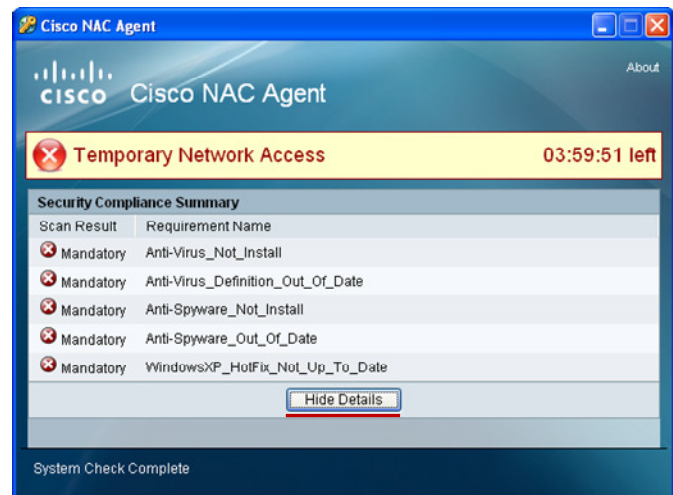 Cisco NAC Agent
About
CISCO Cisco NAC Agent
Temporary Network Access 03:59:51 left
Security Compliance Summary
Scan Result Requirement Name
Mandatory Anti-Virus_Not_Install
Mandatory Anti-Virus_Definition_Out_Of_Date
Mandatory Anti-Spyware_Not_Install
Mandatory Anti-Spyware_Out_Of_Date
Mandatory WindowsXP_HotFix_Not_Up_To_Date
Hide Details
System Check Complete